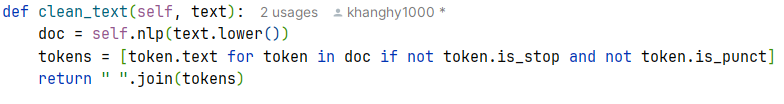 def clean_text(self, text):  2 usages  khanghy1000 *
    doc = self.nlp(text.lower())
    tokens = [token.text for token in doc if not token.is_stop and not token.is_punct]
    return " ".join(tokens)